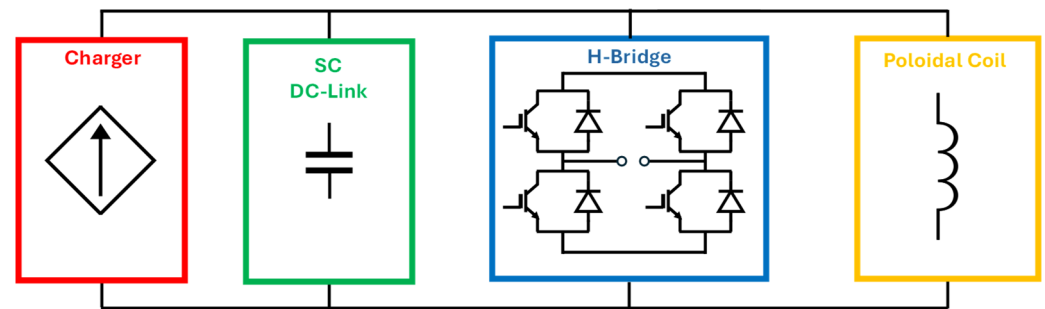 Charger
SC
DC-Link
H-Bridge
Poloidal Coil